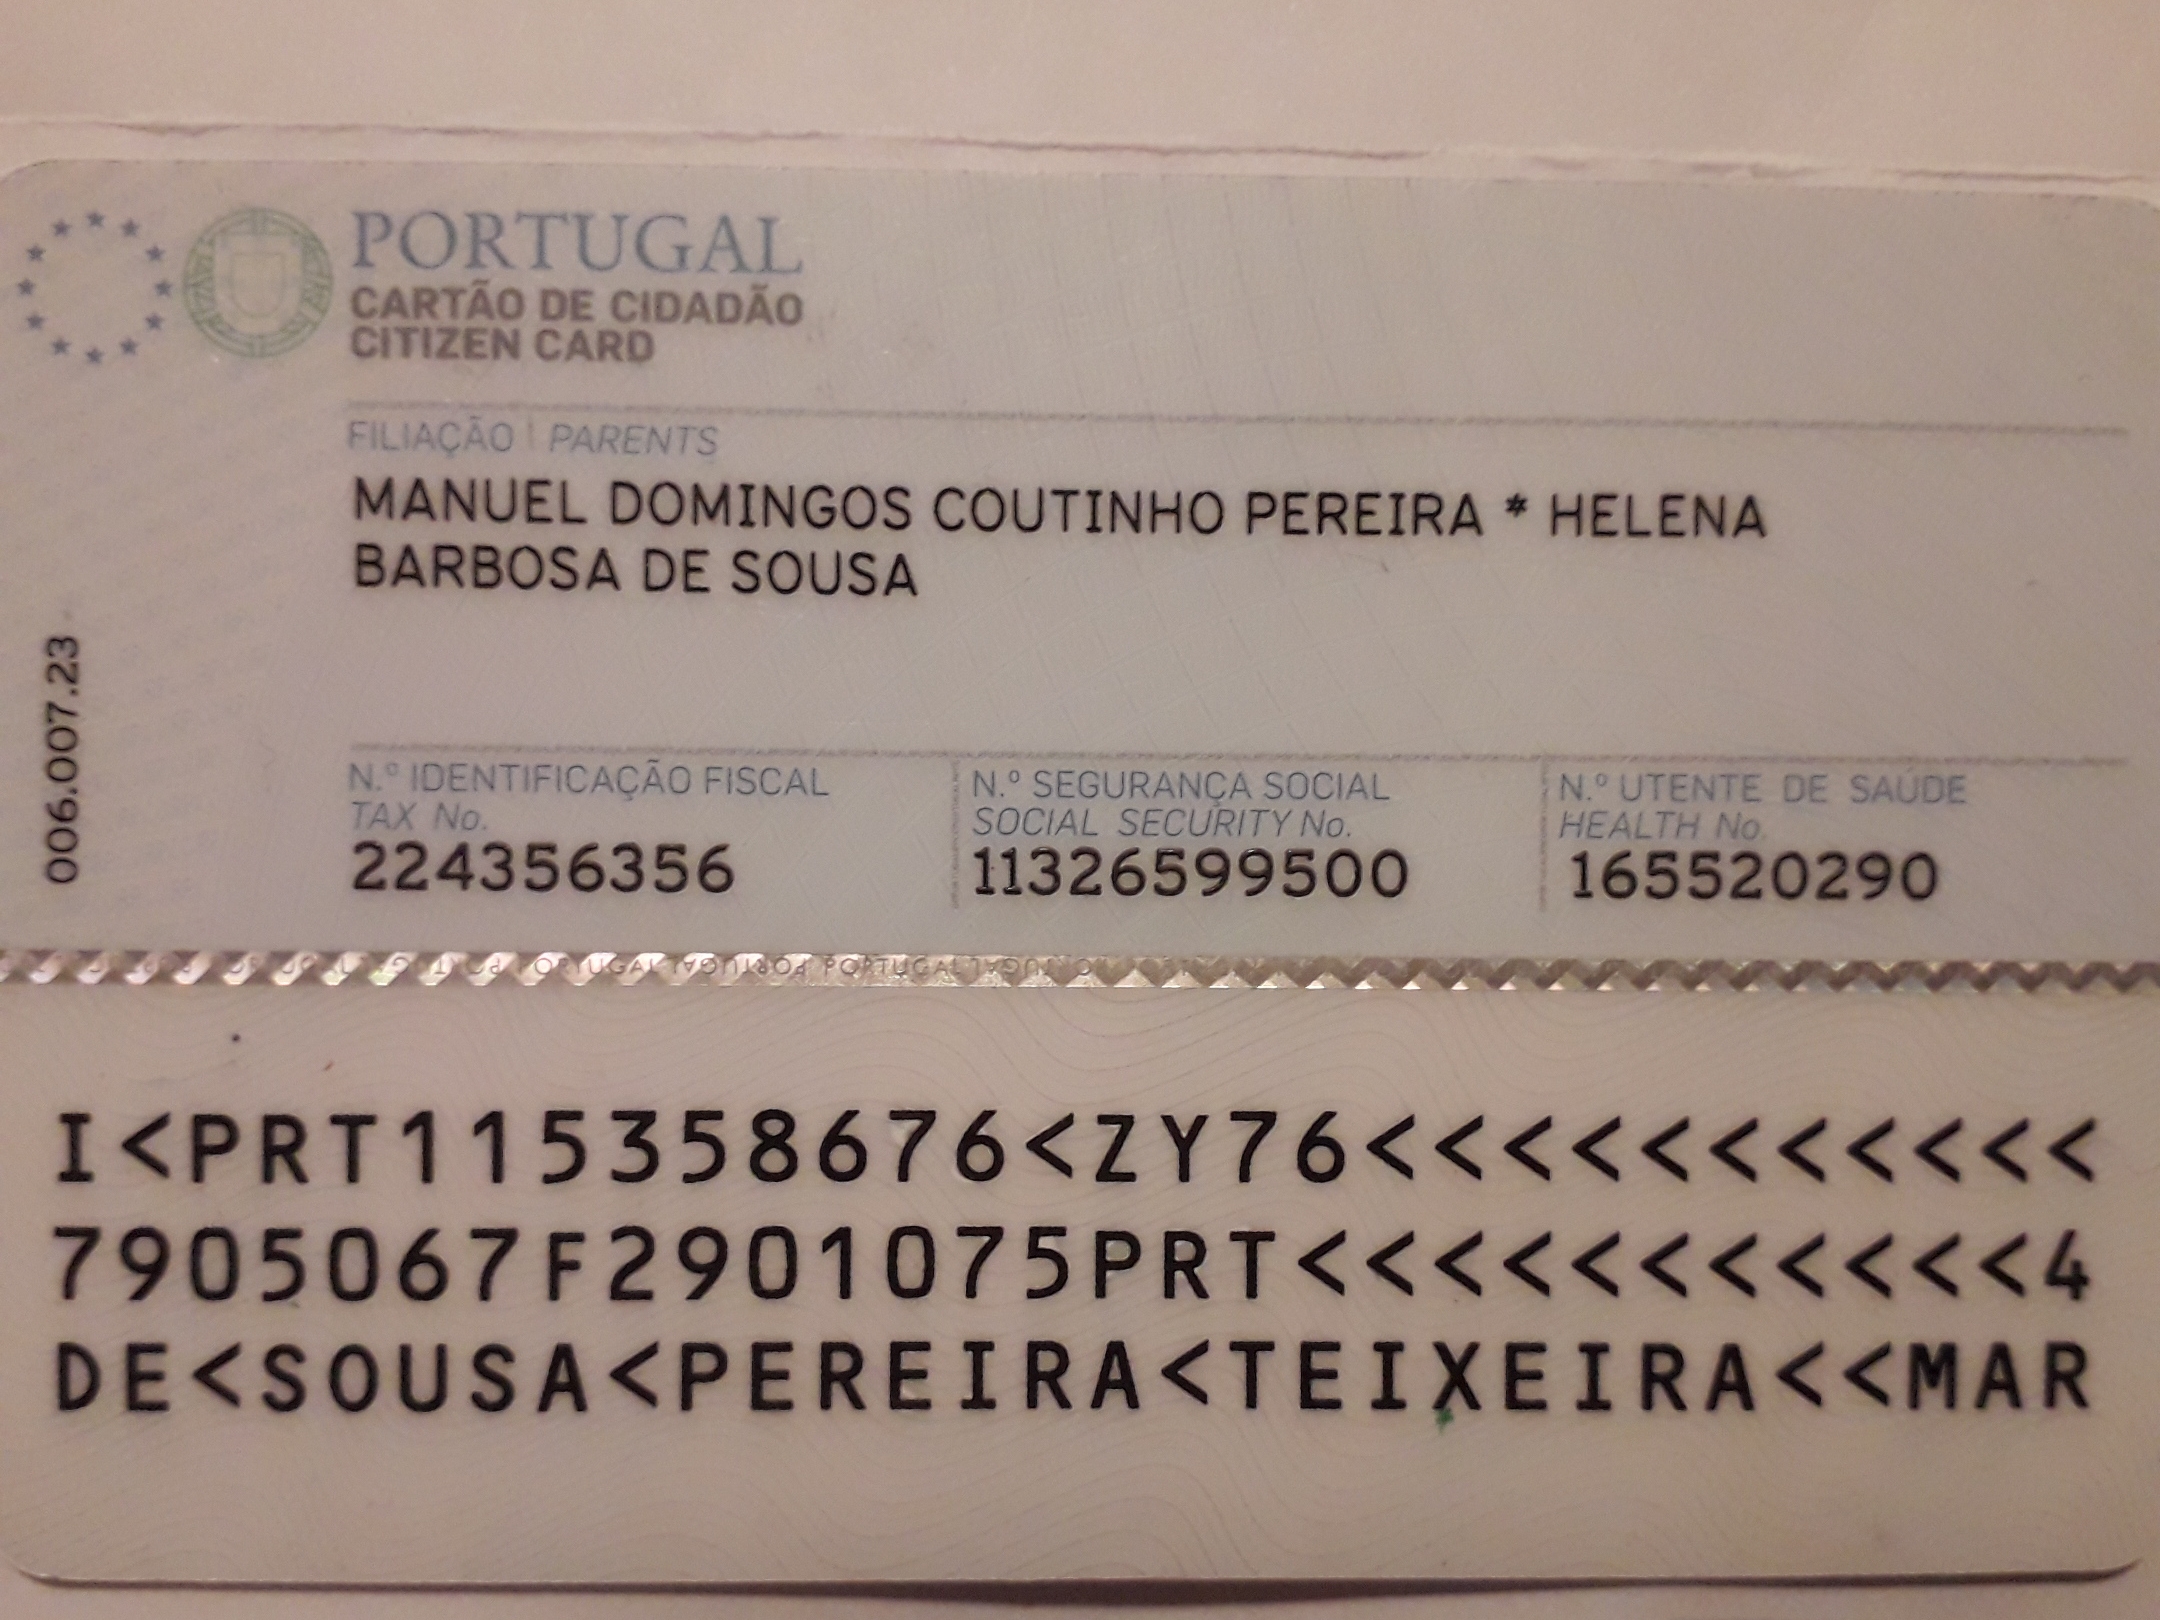 PORTUGAL
CARTÃO DE CIDADÃO
CITIZEN CARD
FILIAÇÃO | PARENTS
MANUEL DOMINGOS COUTINHO PEREIRA * HELENA
BARBOSA DE SOUSA
006.007.23
N.º IDENTIFICAÇÃO FISCAL
TAX No.
224356356
N.º SEGURANÇA SOCIAL
SOCIAL SECURITY No.
11326599500
N.º UTENTE DE SAÚDE
HEALTH No.
165520290
PORTUGAL PORTUGAL PORTUGAL PORTUGAL
I<PRT115358676<ZY76<<<<<<<<<<<
7905067F2901075PRT<<<<<<<<<<<4
DE<SOUSA<PEREIRA<TEIXEIRA<<MAR